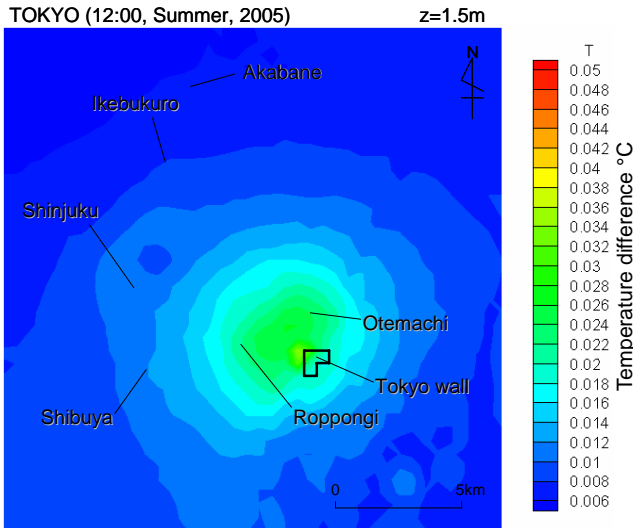 TOKYO (12:00, Summer, 2005) z=1.5m
N
Akabane
Ikebukuro
Shinjuku
Otemachi
Tokyo wall
Shibuya
Roppongi
0 5km
T
0.05
0.048
0.046
0.044
0.042
0.04
0.038
0.036
0.034
0.032
0.03
0.028
0.026
0.024
0.022
0.02
0.018
0.016
0.014
0.012
0.01
0.008
0.006
Temperature difference °C